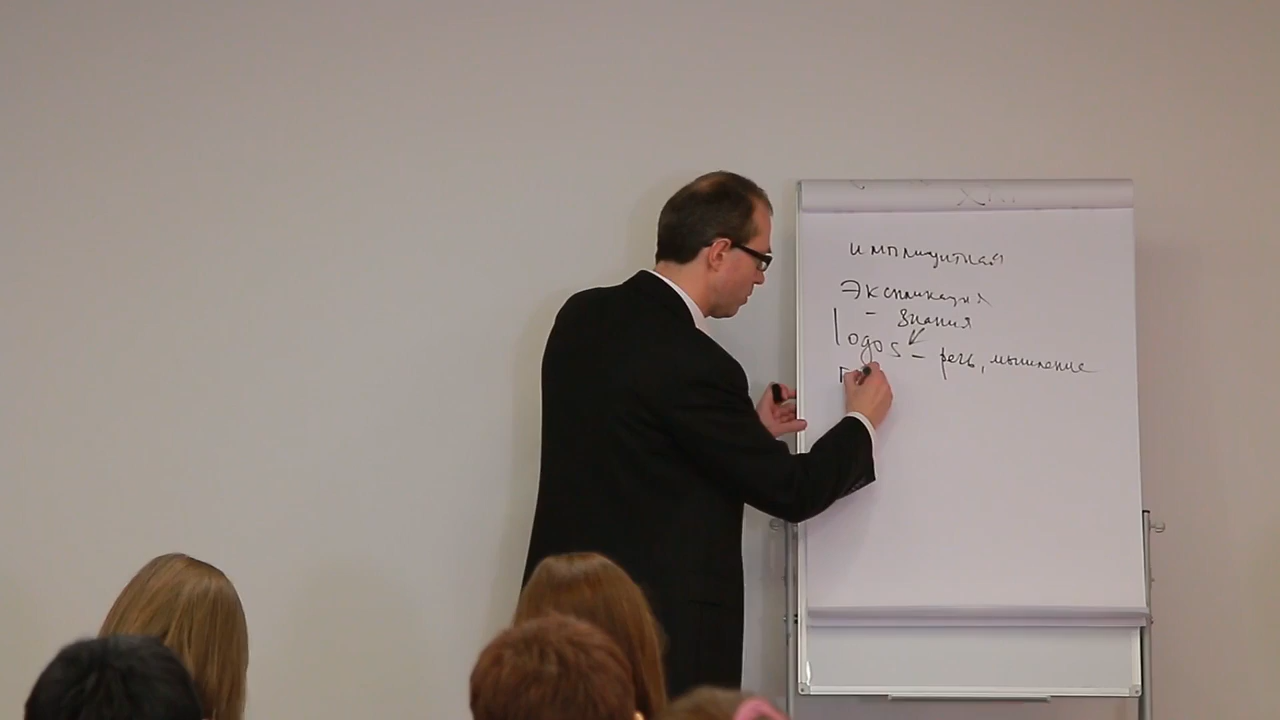 имплицитная
Экспликация
- знания
logos - речь, мышление